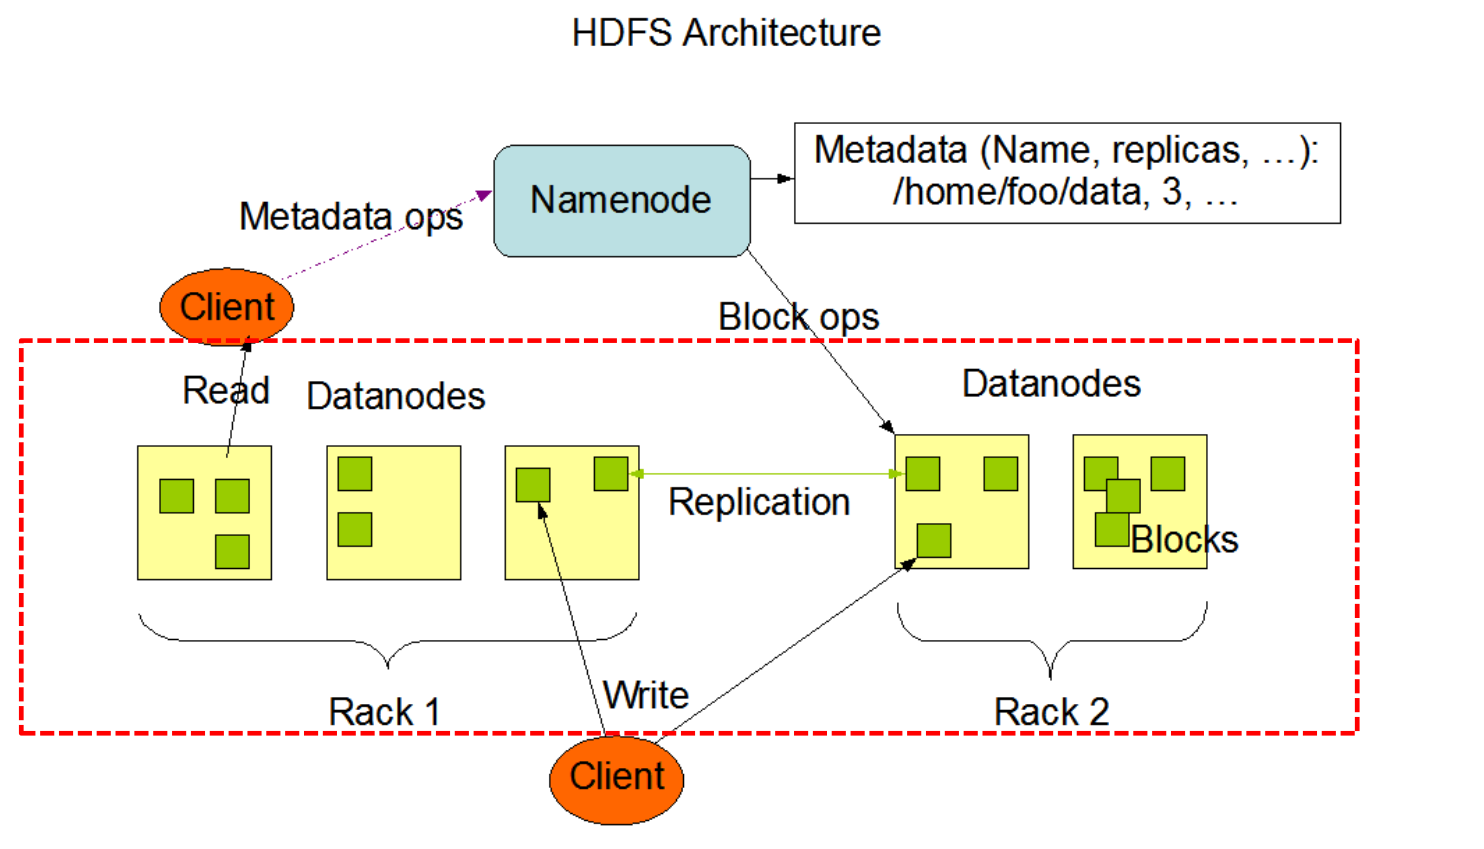 HDFS Architecture
Metadata (Name, replicas, …):
/home/foo/data, 3, …
Namenode
Metadata ops
Client
Block ops
Read
Datanodes
Datanodes
Replication
Blocks
Write
Rack 1
Rack 2
Client